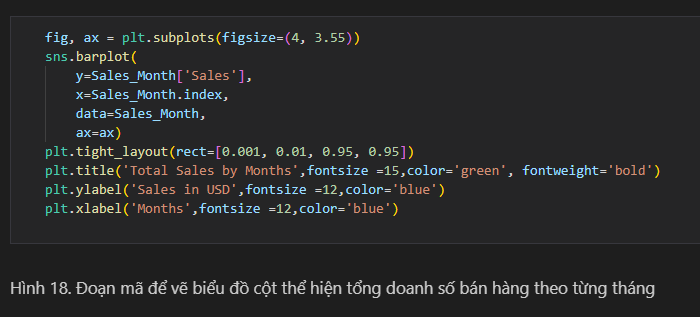 fig, ax = plt.subplots(figsize=(4, 3.55))
sns.barplot(
    y=Sales_Month['Sales'],
    x=Sales_Month.index,
    data=Sales_Month,
    ax=ax)
plt.tight_layout(rect=[0.001, 0.01, 0.95, 0.95])
plt.title('Total Sales by Months',fontsize =15,color='green', fontweight='bold')
plt.ylabel('Sales in USD',fontsize =12,color='blue')
plt.xlabel('Months',fontsize =12,color='blue')
Hình 18. Đoạn mã để vẽ biểu đồ cột thể hiện tổng doanh số bán hàng theo từng tháng